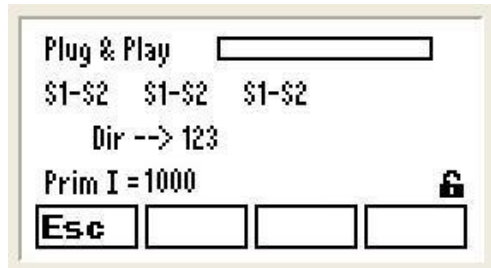 Plug & Play
S1-S2 S1-S2 S1-S2
Dir --> 123
Prim I = 1000
Esc